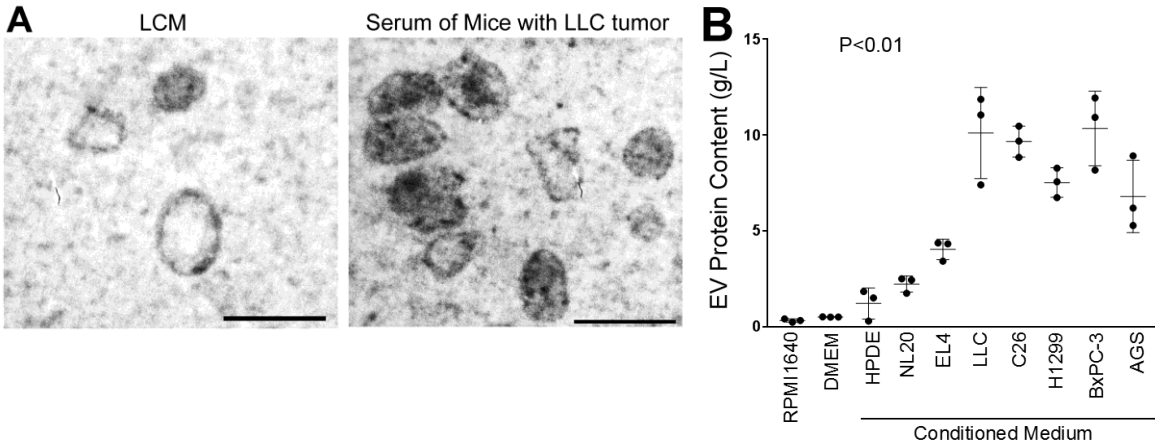 A
LCM
Serum of Mice with LLC tumor
B
EV Protein Content (g/L)
15
10
5
0
P<0.01
RPMI1640
DMEM
HPDE
NL20
EL4
LLC
C26
H1299
BxPC-3
AGS
Conditioned Medium